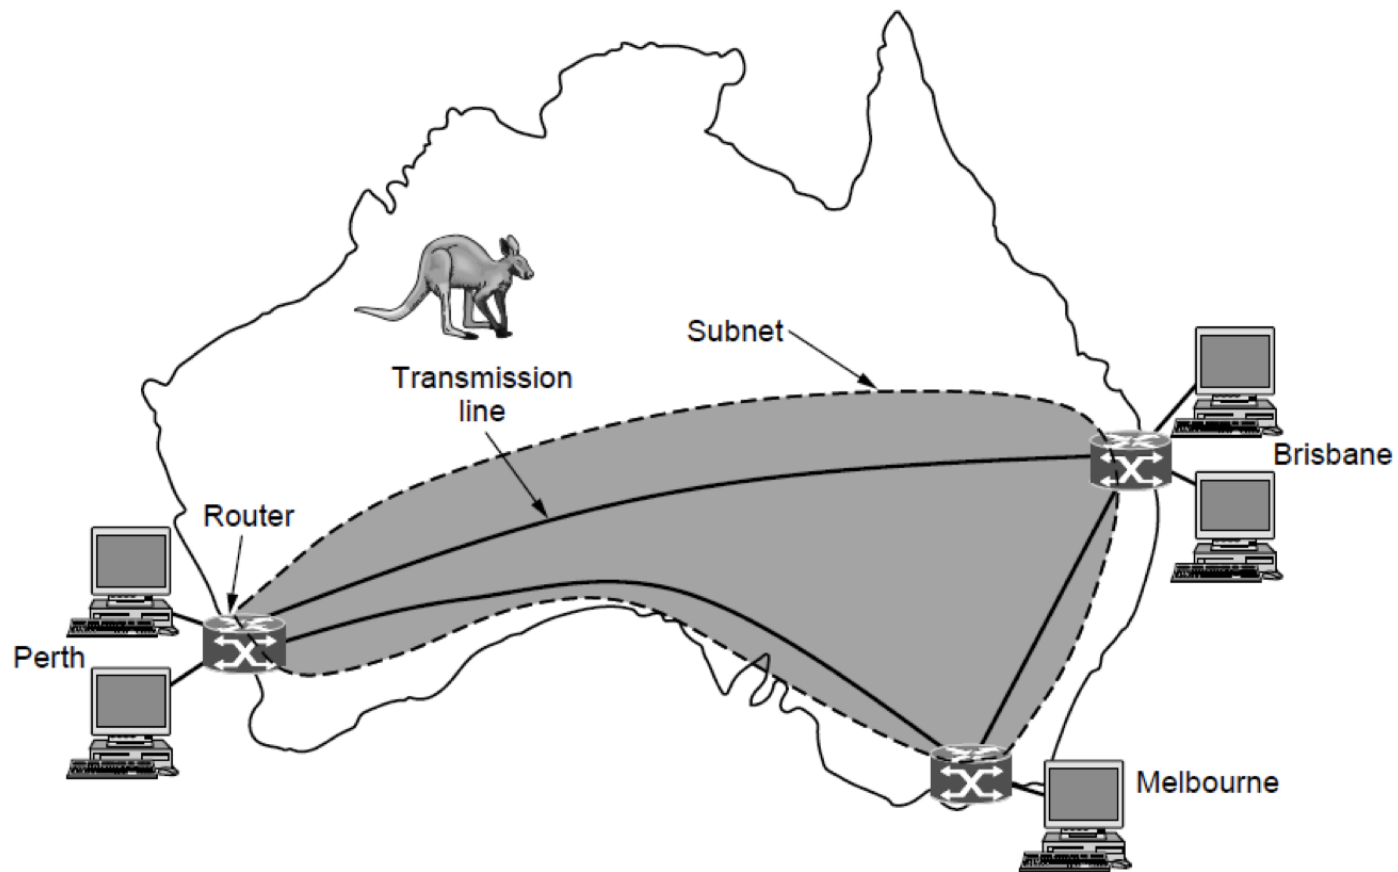 Subnet
Transmission
line
Brisbane
Router
Perth
Melbourne